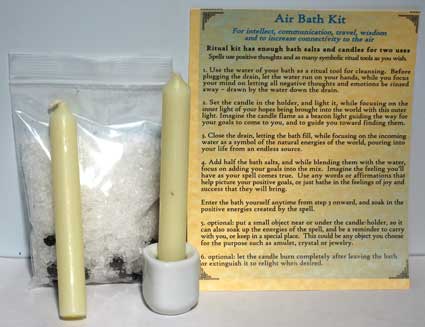 Air Bath Kit
For intellect, communication, travel, wisdom
and to increase connectivity to the air
Ritual kit has enough bath salts and candles for two uses
Spells use positive thoughts and as many symbolic ritual tools as you wish.
1. Use the water of your bath as a ritual tool for cleansing. Before
plugging the drain, let the water run on your hands, while you focus
your mind on letting all negative thoughts and emotions be rinsed
away – drawn by the water down the drain.
2. Set the candle in the holder, and light it, while focusing on the
inner light of your hopes being brought into the world with this outer
light. Imagine the candle flame as a beacon light guiding the way for
your goals to come to you, and to guide you toward finding them.
3. Close the drain, letting the bath fill, while focusing on the incoming
water as a symbol of the natural energies of the world, pouring into
your life from an endless source.
4. Add half the bath salts, and while blending them with the water,
focus on adding your goals into the mix. Imagine the feeling you'll
have as your spell comes true. Use any words or affirmations that
help picture your positive goals, or just bathe in the feelings of joy and
success that they will bring.
Enter the bath yourself anytime from step 3 onward, and soak in the
positive energies created by the spell.
5. optional: put a small object near or under the candle-holder, so it
can also soak up the energies of the spell, and be a reminder to carry
with you, or keep in a special place. This could be any object you choose
for the purpose such as amulet, crystal or jewelry.
6. optional: let the candle burn completely after leaving the bath
or extinguish it to relight when desired.